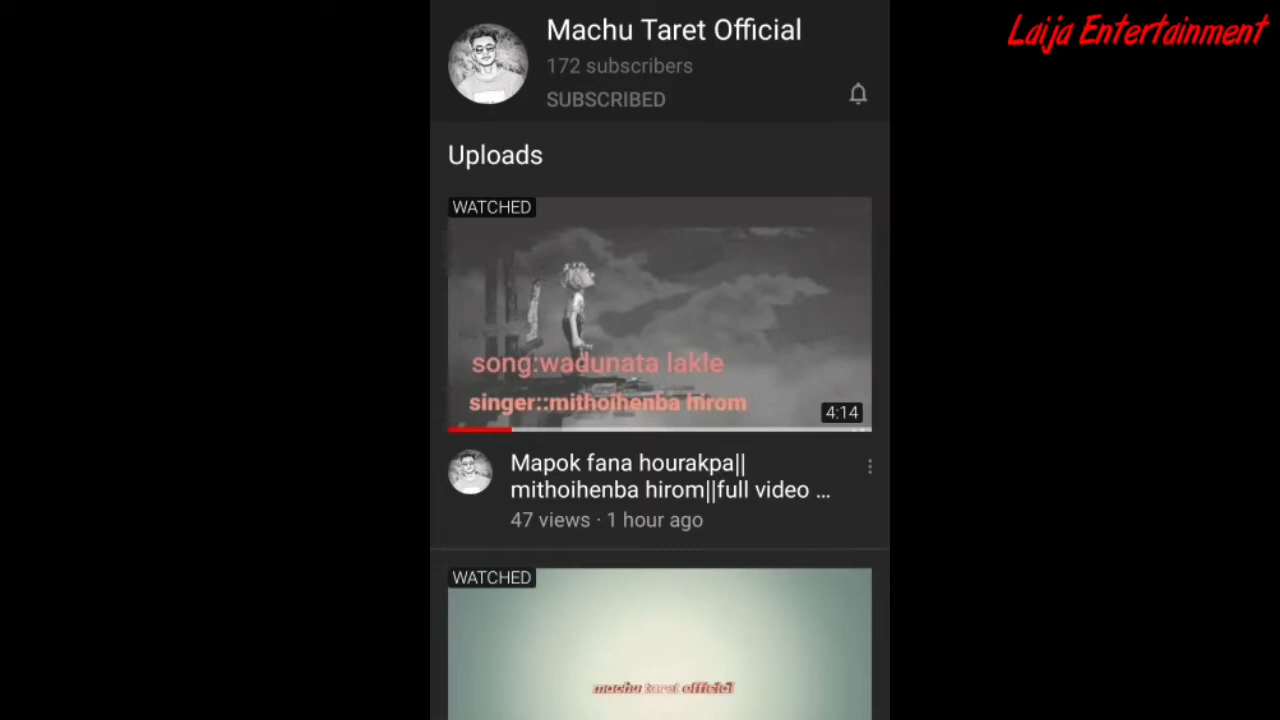 Machu Taret Official
Laija Entertainment
172 subscribers
SUBSCRIBED
Uploads
WATCHED
song:wadunata lakle
singer::mithoihenba hirom
4:14
Mapok fana hourakpa||
mithoihenba hirom||full video ...
47 views · 1 hour ago
WATCHED
machu taret official